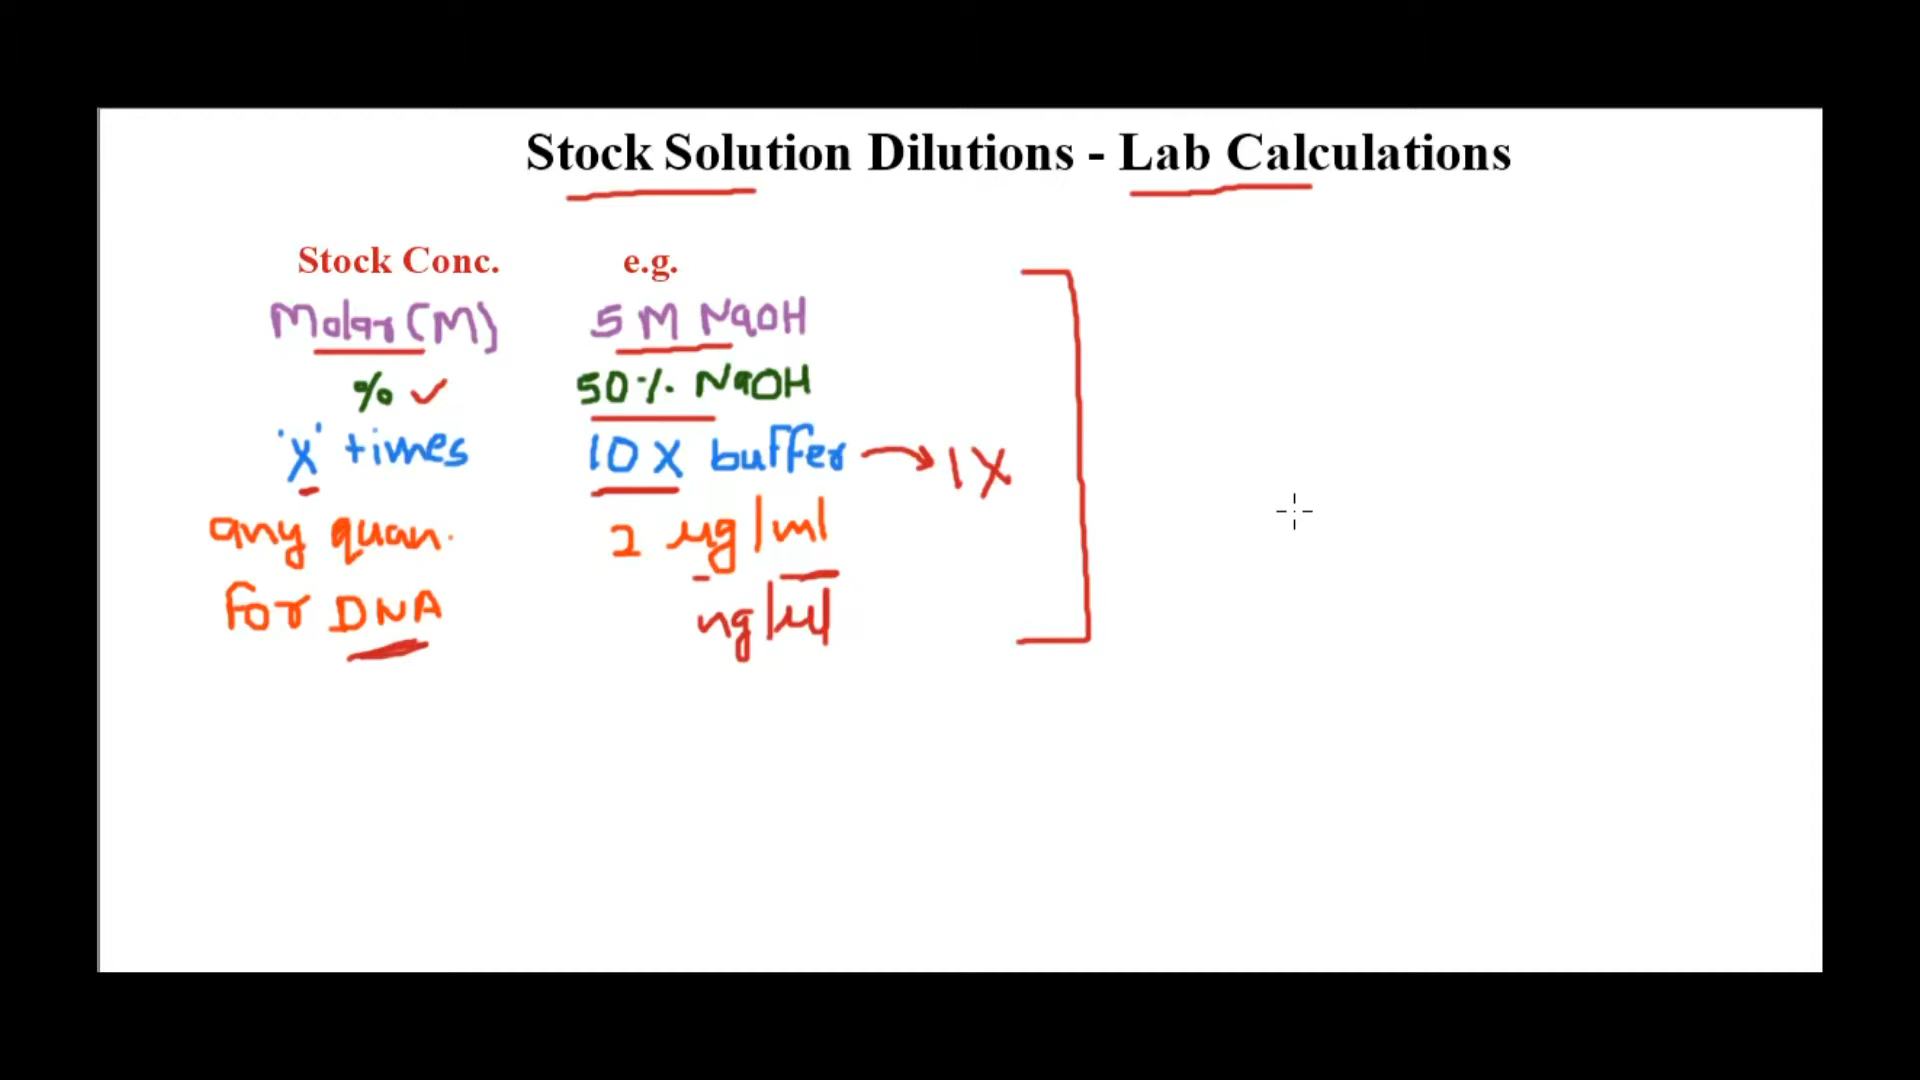 Stock Solution Dilutions - Lab Calculations
Stock Conc. e.g.
Molar (M) 5 M NaOH
% ✓ 50% NaOH
'X' times 10 X buffer → 1X
any quan. 2 µg/ml
for DNA ng/µl